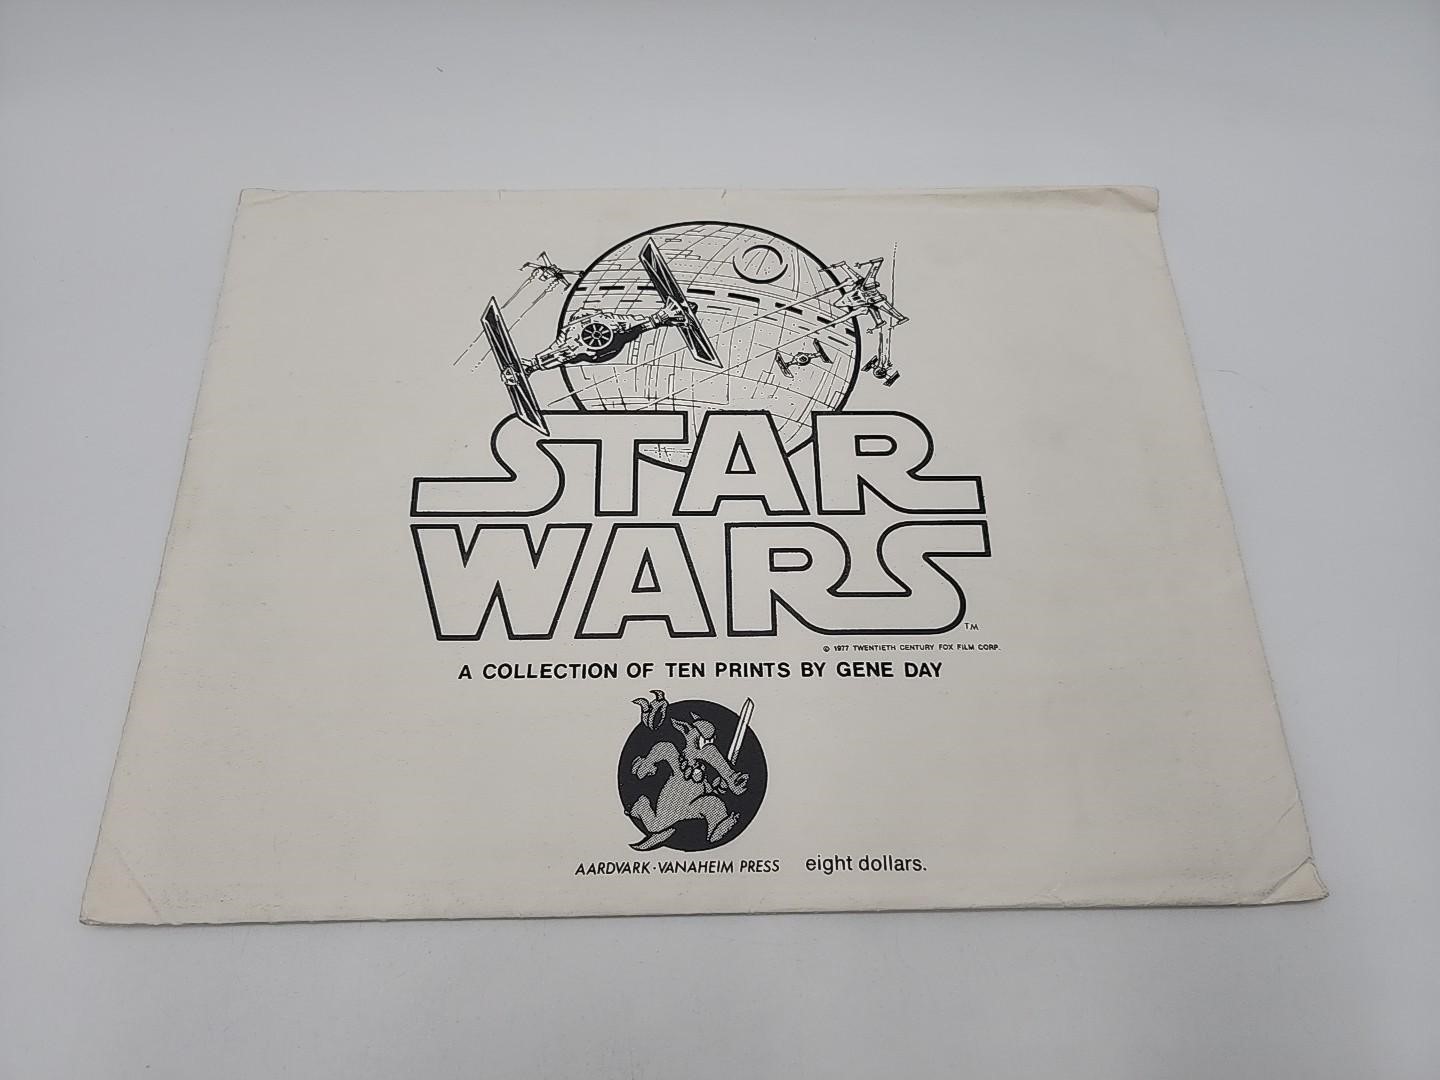 STAR
WARS TM
© 1977 TWENTIETH CENTURY FOX FILM CORP.
A COLLECTION OF TEN PRINTS BY GENE DAY
AARDVARK·VANAHEIM PRESS eight dollars.